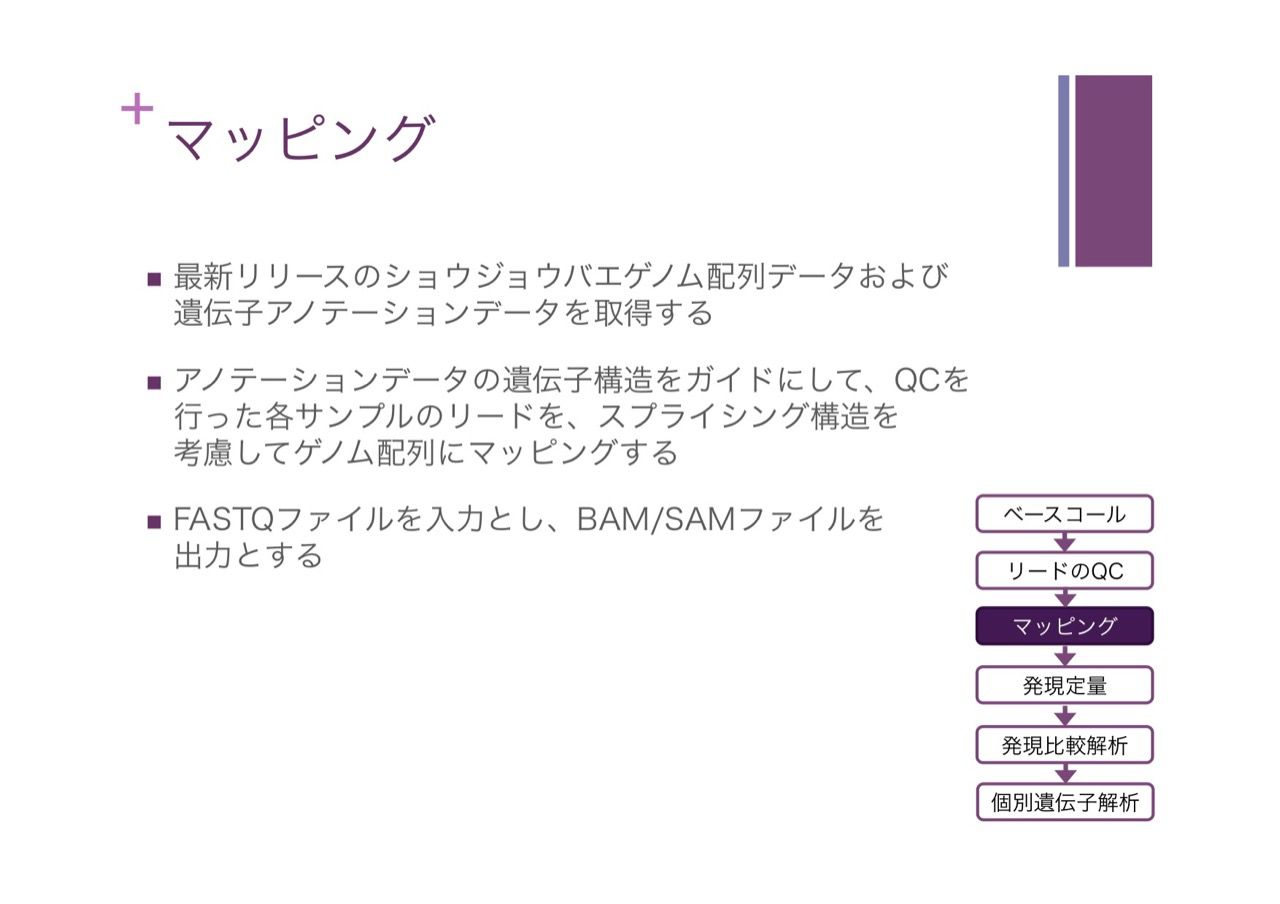 +
マッピング
最新リリースのショウジョウバエゲノム配列データおよび
遺伝子アノテーションデータを取得する
アノテーションデータの遺伝子構造をガイドにして、QCを
行った各サンプルのリードを、スプライシング構造を
考慮してゲノム配列にマッピングする
FASTQファイルを入力とし、BAM/SAMファイルを
出力とする
ベースコール
リードのQC
マッピング
発現定量
発現比較解析
個別遺伝子解析